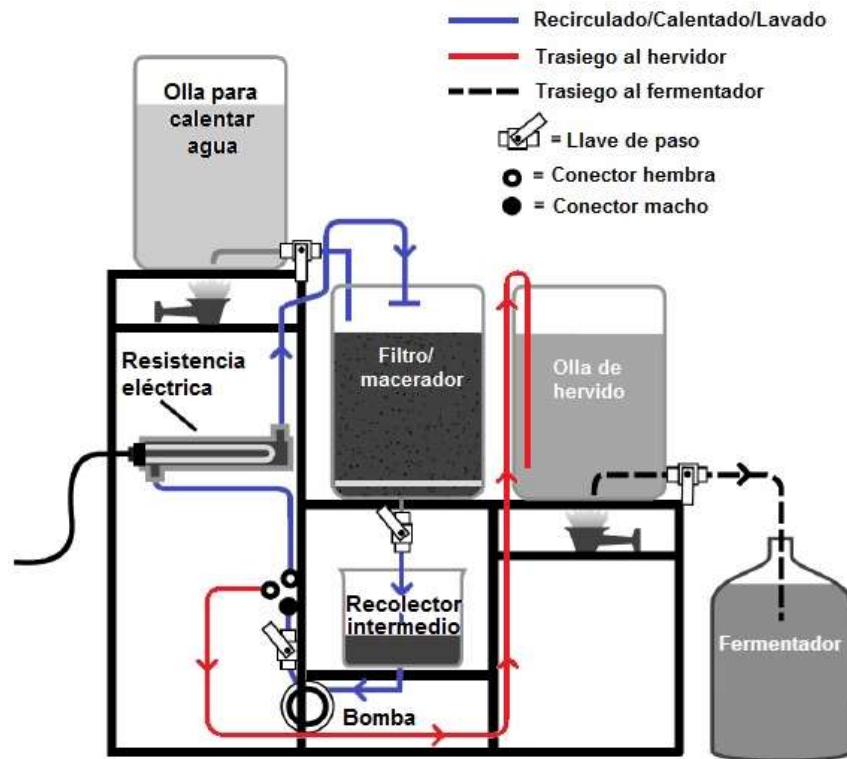 Recirculado/Calentado/Lavado
Trasiego al hervidor
Trasiego al fermentador
= Llave de paso
= Conector hembra
= Conector macho
Olla para
calentar
agua
Resistencia
eléctrica
Filtro/
macerador
Olla de
hervido
Recolector
intermedio
Bomba
Fermentador